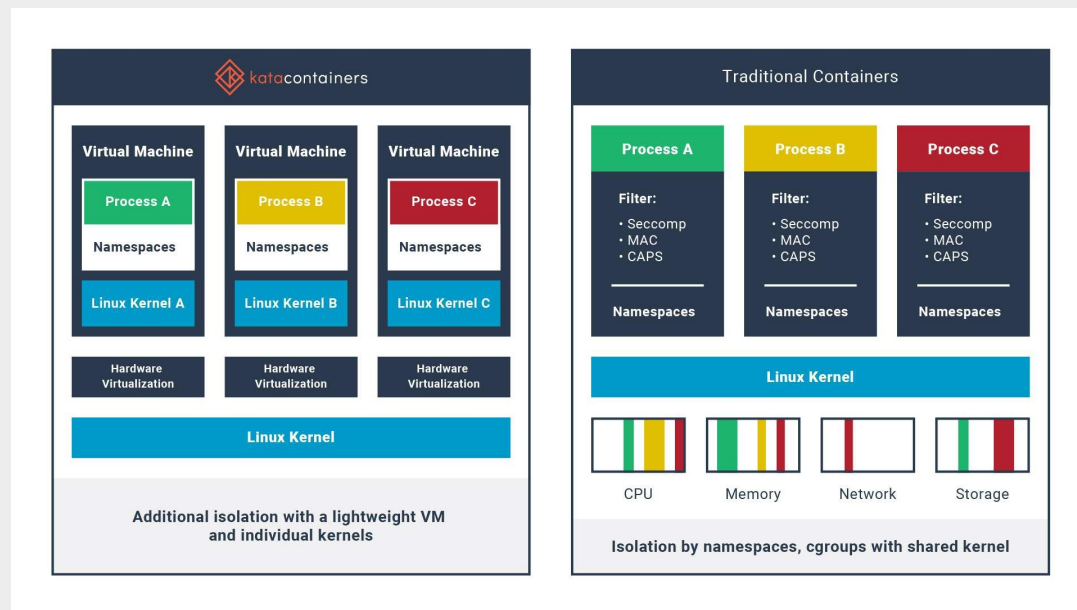 katacontainers
Virtual Machine
Process A
Namespaces
Linux Kernel A
Virtual Machine
Process B
Namespaces
Linux Kernel B
Virtual Machine
Process C
Namespaces
Linux Kernel C
Hardware
Virtualization
Hardware
Virtualization
Hardware
Virtualization
Linux Kernel
Additional isolation with a lightweight VM
and individual kernels
Traditional Containers
Process A
Filter:
• Seccomp
• MAC
• CAPS
Namespaces
Process B
Filter:
• Seccomp
• MAC
• CAPS
Namespaces
Process C
Filter:
• Seccomp
• MAC
• CAPS
Namespaces
Linux Kernel
CPU
Memory
Network
Storage
Isolation by namespaces, cgroups with shared kernel